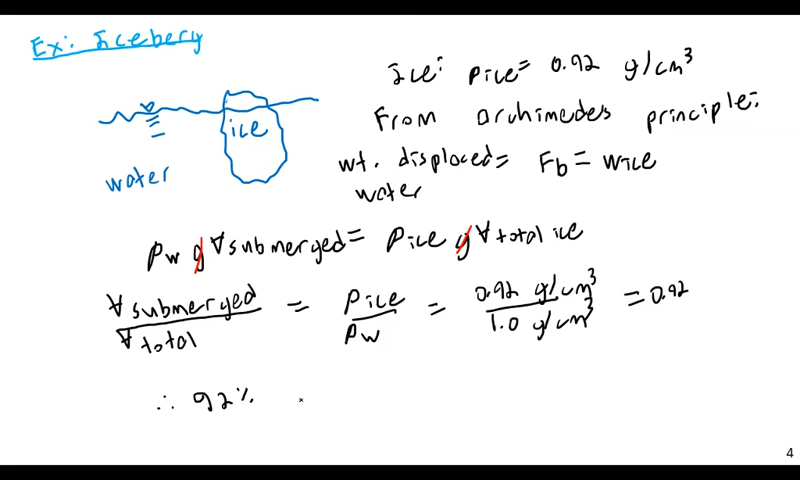 Ex: Iceberg
Ice: ρice = 0.92 g/cm³
From archimedes principle:
wt. displaced = Fb = wice
water
ice
water
ρw g ∀submerged = ρice g ∀total ice
∀submerged / ∀total = ρice / ρw = 0.92 g/cm³ / 1.0 g/cm³ = 0.92
∴ 92%
4